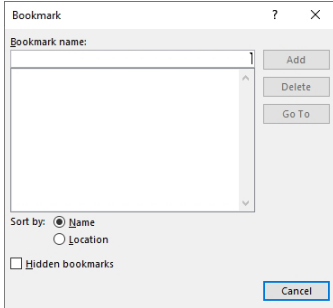 Bookmark
?
Bookmark name:
Add
Delete
Go To
Sort by:
Name
Location
Hidden bookmarks
Cancel